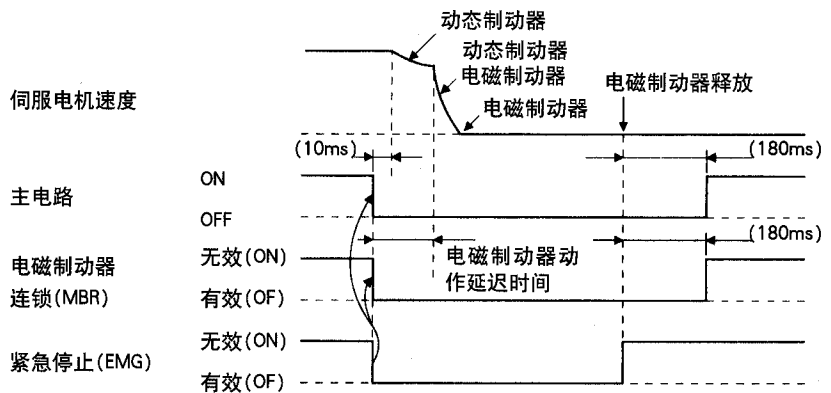 动态制动器
动态制动器
电磁制动器
电磁制动器释放
伺服电机速度
电磁制动器
(10ms)
(180ms)
ON
主电路
OFF
(180ms)
电磁制动器
无效(ON)
电磁制动器动
作延迟时间
连锁(MBR)
有效(OF)
无效(ON)
紧急停止(EMG)
有效(OF)